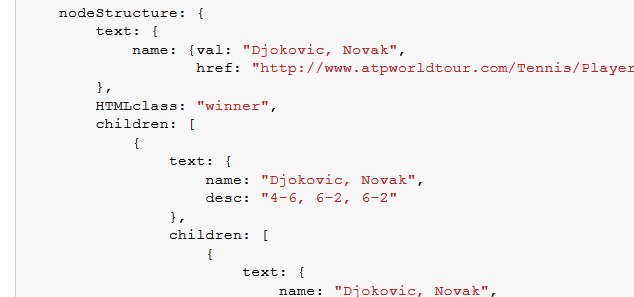 nodeStructure: {
text: {
name: {val: "Djokovic, Novak",
href: "http://www.atpworldtour.com/Tennis/Player
},
HTMLclass: "winner",
children: [
{
text: {
name: "Djokovic, Novak",
desc: "4-6, 6-2, 6-2"
},
children: [
{
text: {
name: "Djokovic, Novak",